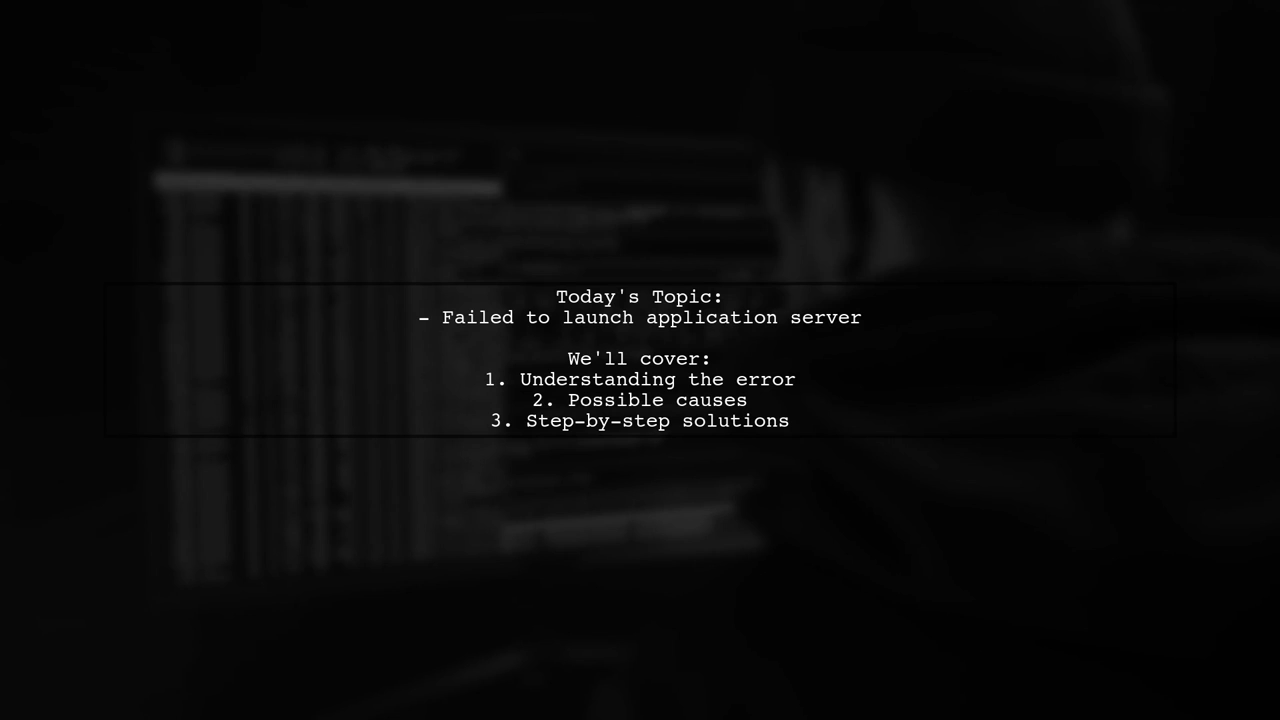 Today's Topic:
- Failed to launch application server
We'll cover:
1. Understanding the error
2. Possible causes
3. Step-by-step solutions